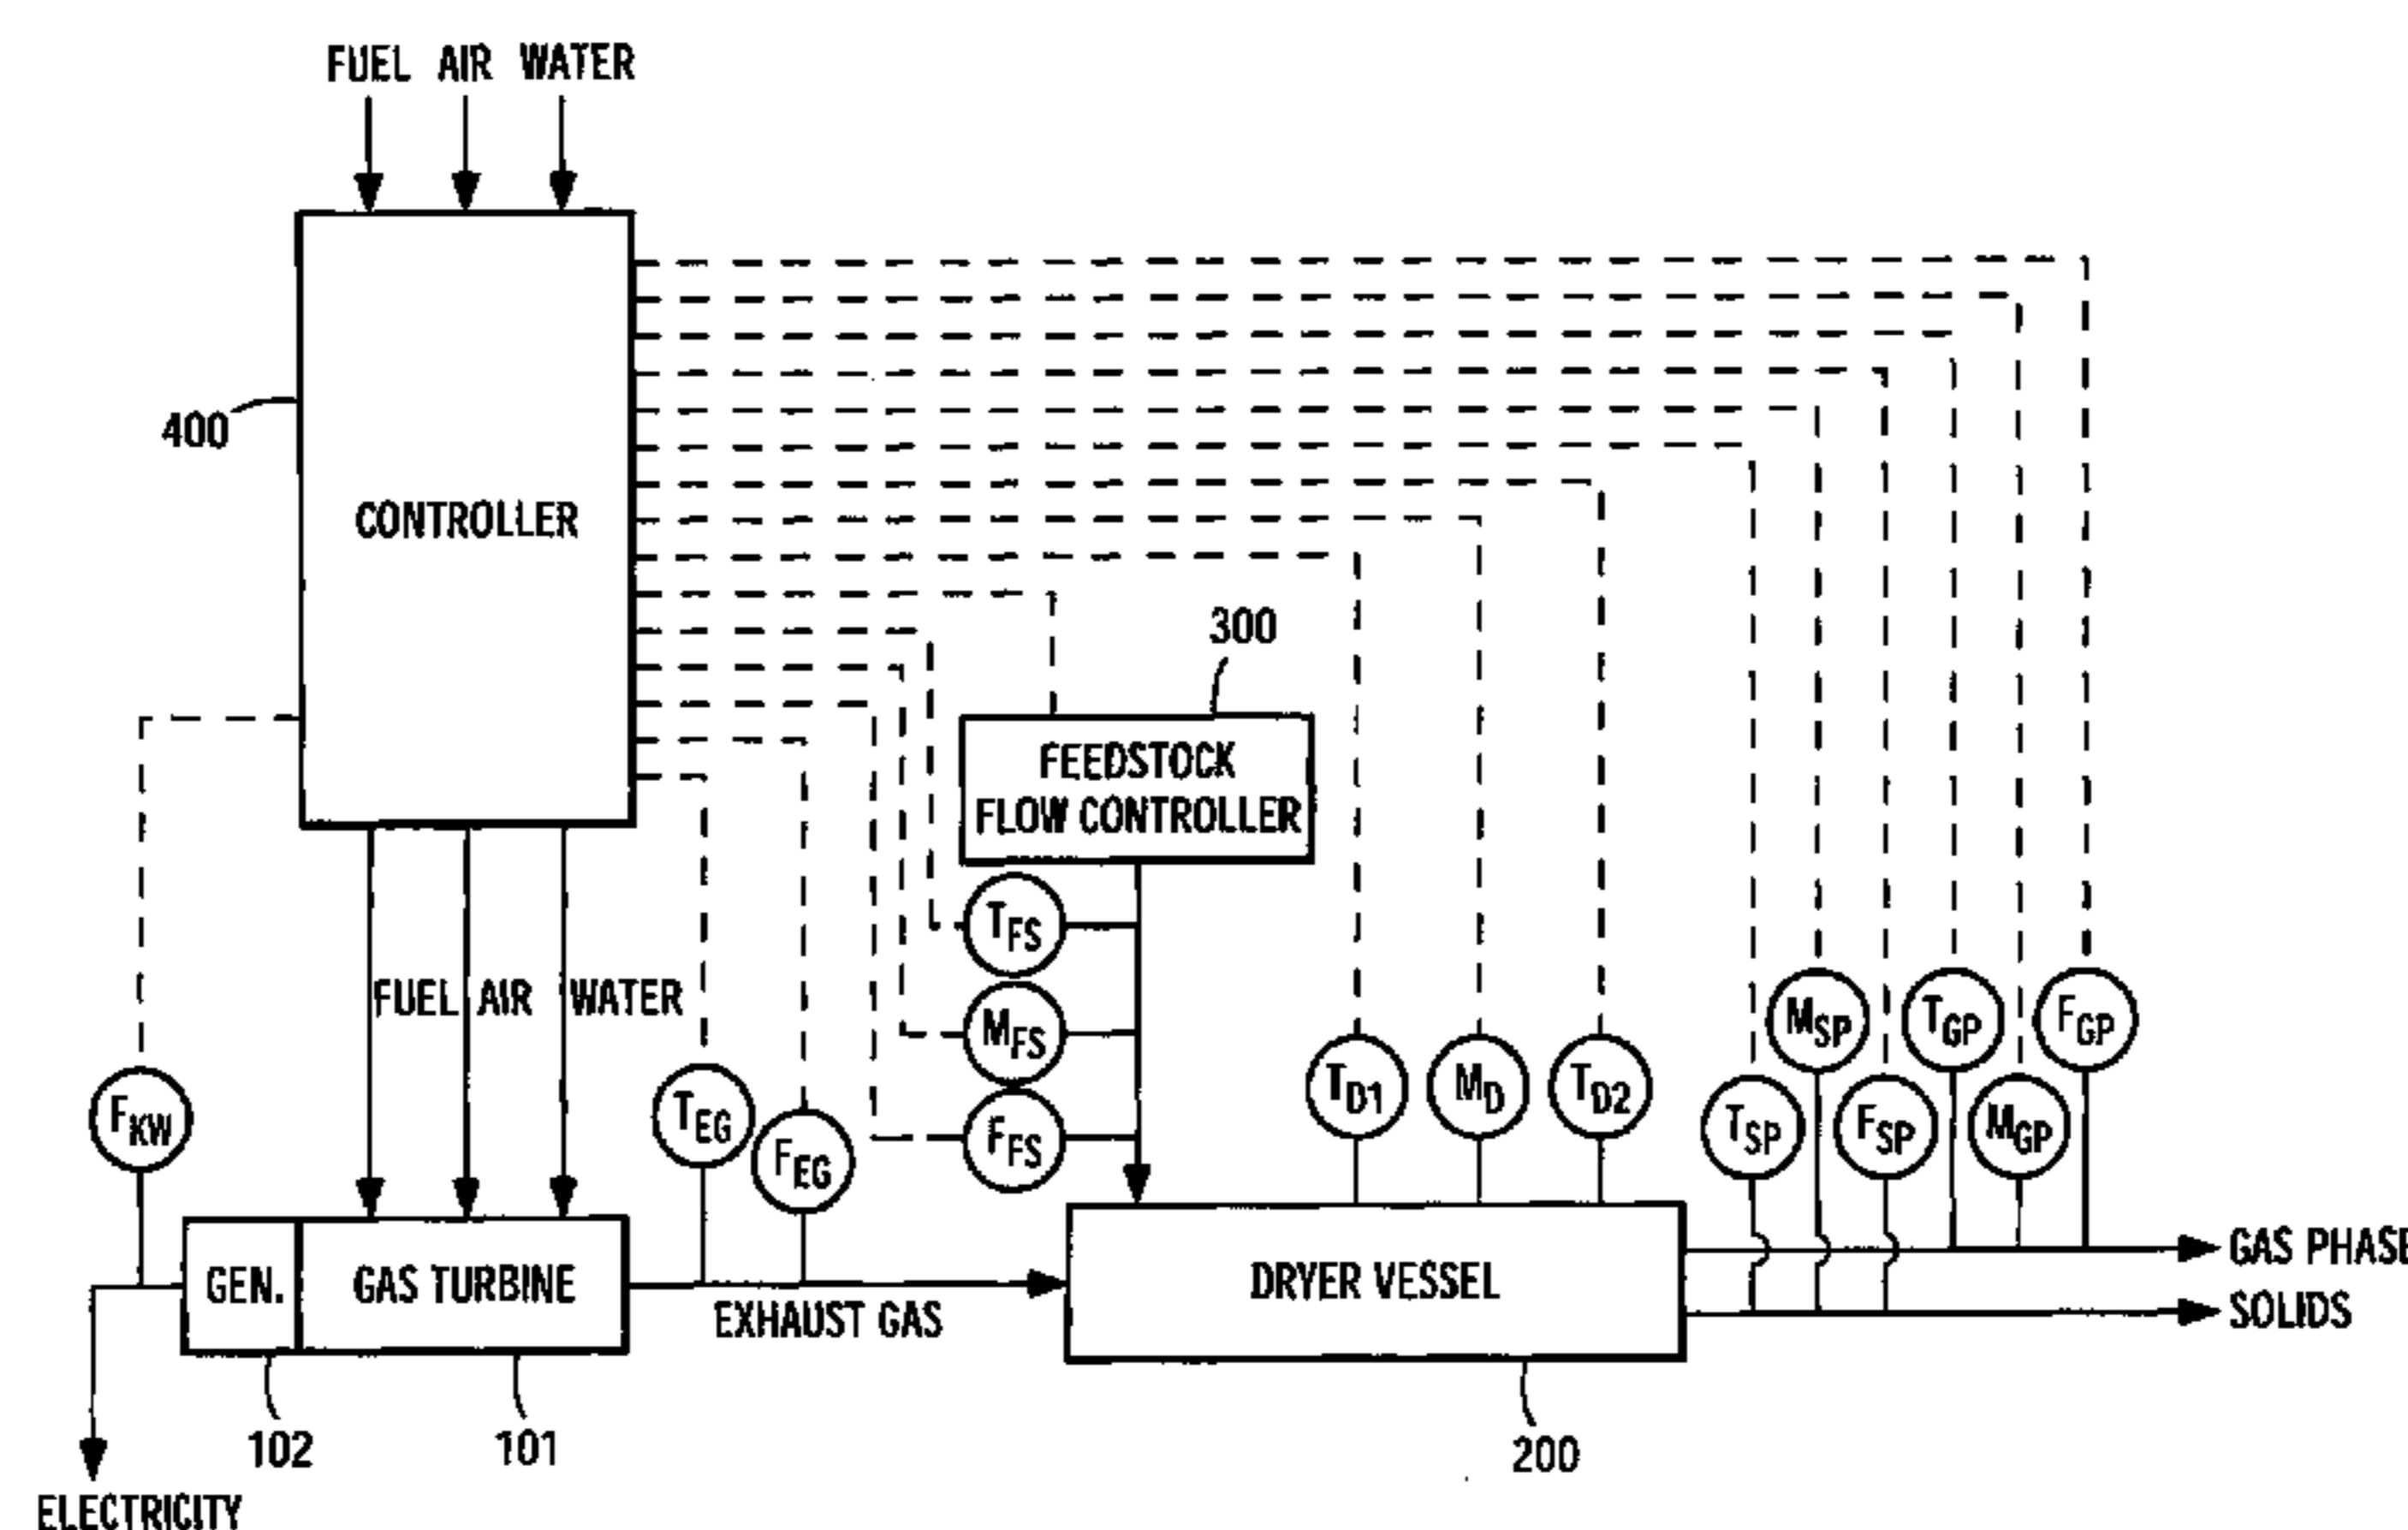 FUEL AIR WATER
400
CONTROLLER
300
FEEDSTOCK
FLOW CONTROLLER
TFS
FUEL AIR WATER
MFS
MSP TGP FGP
FKW TEG FEG FFS TD1 MD TD2 TSP FSP MGP
GAS PHASE
GEN. GAS TURBINE DRYER VESSEL
EXHAUST GAS
SOLIDS
102 101 200
ELECTRICITY